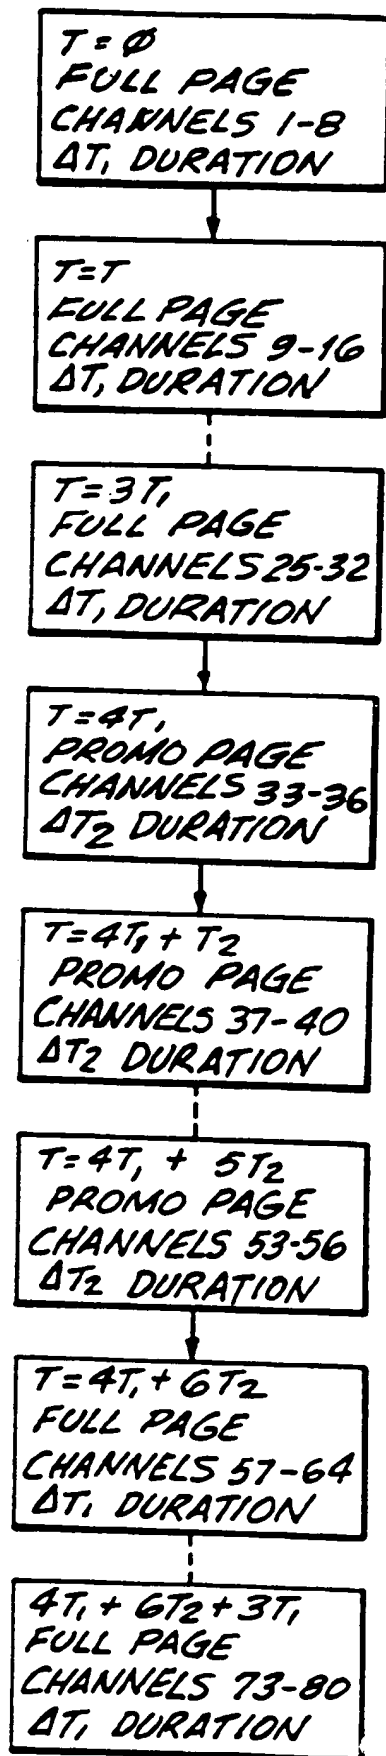 T = Ø
FULL PAGE
CHANNELS 1-8
ΔT, DURATION
T=T
FULL PAGE
CHANNELS 9-16
ΔT, DURATION
T=3T,
FULL PAGE
CHANNELS 25-32
ΔT, DURATION
T=4T,
PROMO PAGE
CHANNELS 33-36
ΔT2 DURATION
T=4T, + T2
PROMO PAGE
CHANNELS 37-40
ΔT2 DURATION
T=4T, + 5T2
PROMO PAGE
CHANNELS 53-56
ΔT2 DURATION
T=4T, + 6T2
FULL PAGE
CHANNELS 57-64
ΔT, DURATION
4T, + 6T2 + 3T,
FULL PAGE
CHANNELS 73-80
ΔT, DURATION